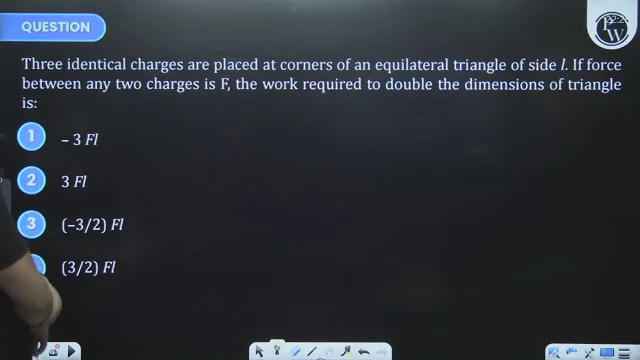 QUESTION
Three identical charges are placed at corners of an equilateral triangle of side l. If force
between any two charges is F, the work required to double the dimensions of triangle
is:
1 – 3 Fl
2 3 Fl
3 (–3/2) Fl
(3/2) Fl